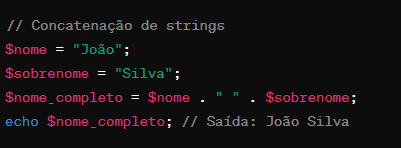 // Concatenação de strings
$nome = "João";
$sobrenome = "Silva";
$nome_completo = $nome . " " . $sobrenome;
echo $nome_completo; // Saída: João Silva